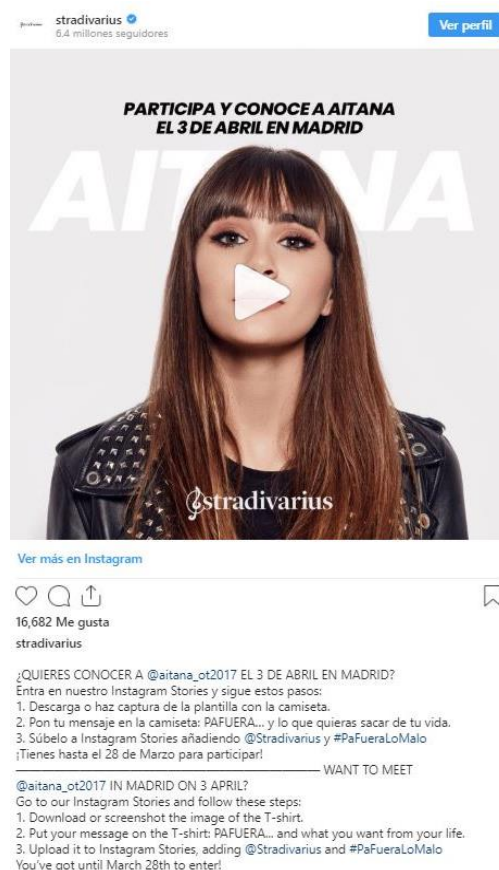 stradivarius
6.4 millones seguidores
Ver perfil
PARTICIPA Y CONOCE A AITANA
EL 3 DE ABRIL EN MADRID
AITANA
stradivarius
Ver más en Instagram
16,682 Me gusta
stradivarius
¿QUIERES CONOCER A @aitana_ot2017 EL 3 DE ABRIL EN MADRID?
Entra en nuestro Instagram Stories y sigue estos pasos:
1. Descarga o haz captura de la plantilla con la camiseta.
2. Pon tu mensaje en la camiseta: PAFUERA... y lo que quieras sacar de tu vida.
3. Súbelo a Instagram Stories añadiendo @Stradivarius y #PaFueraLoMalo
¡Tienes hasta el 28 de Marzo para participar!
———————————————————————— WANT TO MEET
@aitana_ot2017 IN MADRID ON 3 APRIL?
Go to our Instagram Stories and follow these steps:
1. Download or screenshot the image of the T-shirt.
2. Put your message on the T-shirt: PAFUERA... and what you want from your life.
3. Upload it to Instagram Stories, adding @Stradivarius and #PaFueraLoMalo
You've got until March 28th to enter!